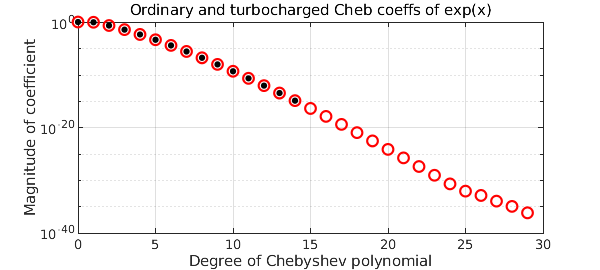 Ordinary and turbocharged Cheb coeffs of exp(x)
Magnitude of coefficient
10^0
10^-20
10^-40
0 5 10 15 20 25 30
Degree of Chebyshev polynomial